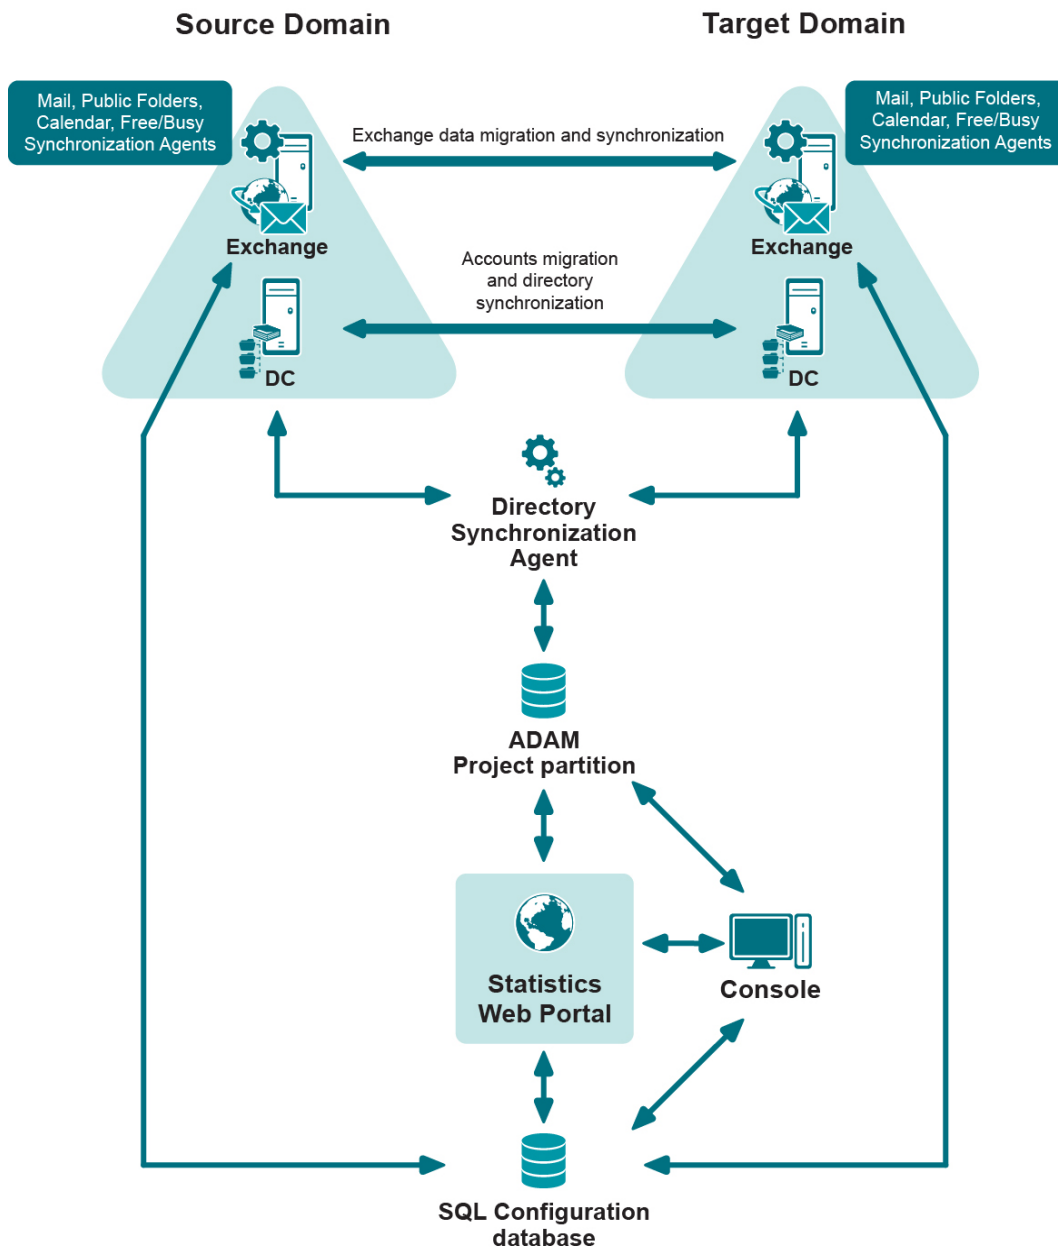 Source Domain
Target Domain
Mail, Public Folders,
Calendar, Free/Busy
Synchronization Agents
Mail, Public Folders,
Calendar, Free/Busy
Synchronization Agents
Exchange data migration and synchronization
Exchange
Exchange
Accounts migration
and directory
synchronization
DC
DC
Directory
Synchronization
Agent
ADAM
Project partition
Statistics
Web Portal
Console
SQL Configuration
database